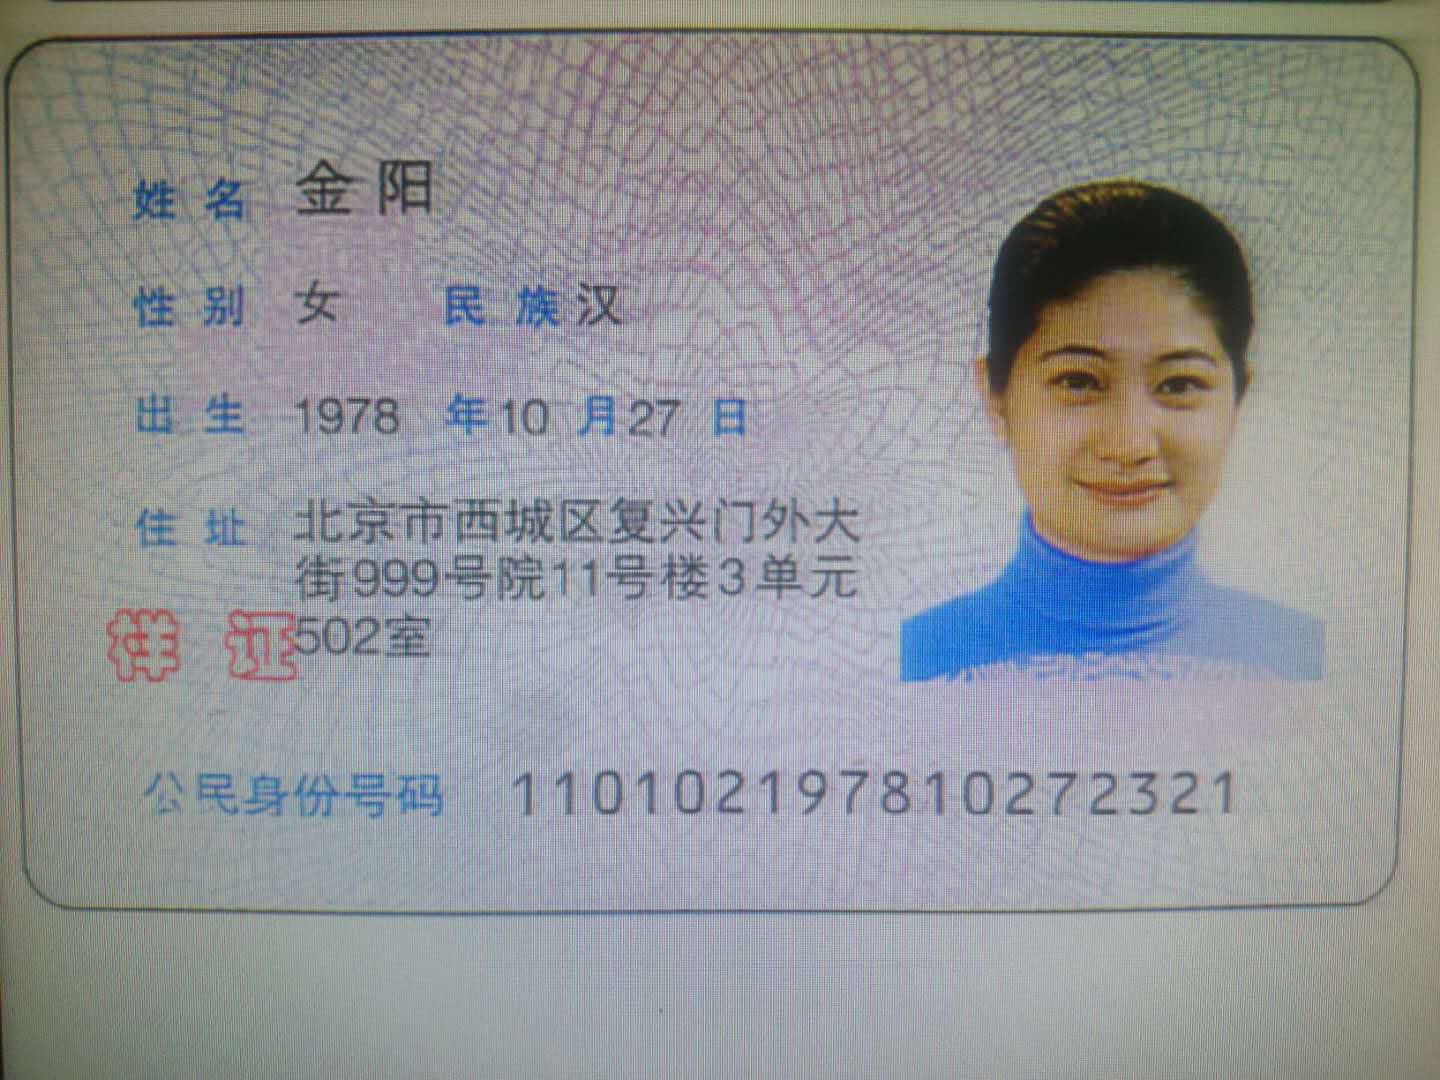 姓名 金阳
性别 女 民族 汉
出生 1978 年 10 月 27 日
住址 北京市西城区复兴门外大
街999号院11号楼3单元
502室
样证
公民身份号码 110102197810272321